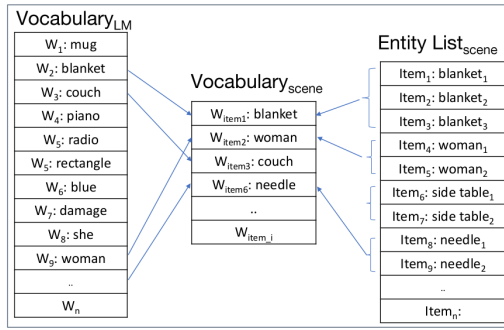 Vocabulary_LM
W_1: mug
W_2: blanket
W_3: couch
W_4: piano
W_5: radio
W_5: rectangle
W_6: blue
W_7: damage
W_8: she
W_9: woman
..
W_n
Vocabulary_scene
W_item1: blanket
W_item2: woman
W_item3: couch
W_item6: needle
..
W_item_i
Entity List_scene
Item_1: blanket_1
Item_2: blanket_2
Item_3: blanket_3
Item_4: woman_1
Item_5: woman_2
Item_6: side table_1
Item_7: side table_2
Item_8: needle_1
Item_9: needle_2
..
Item_n: